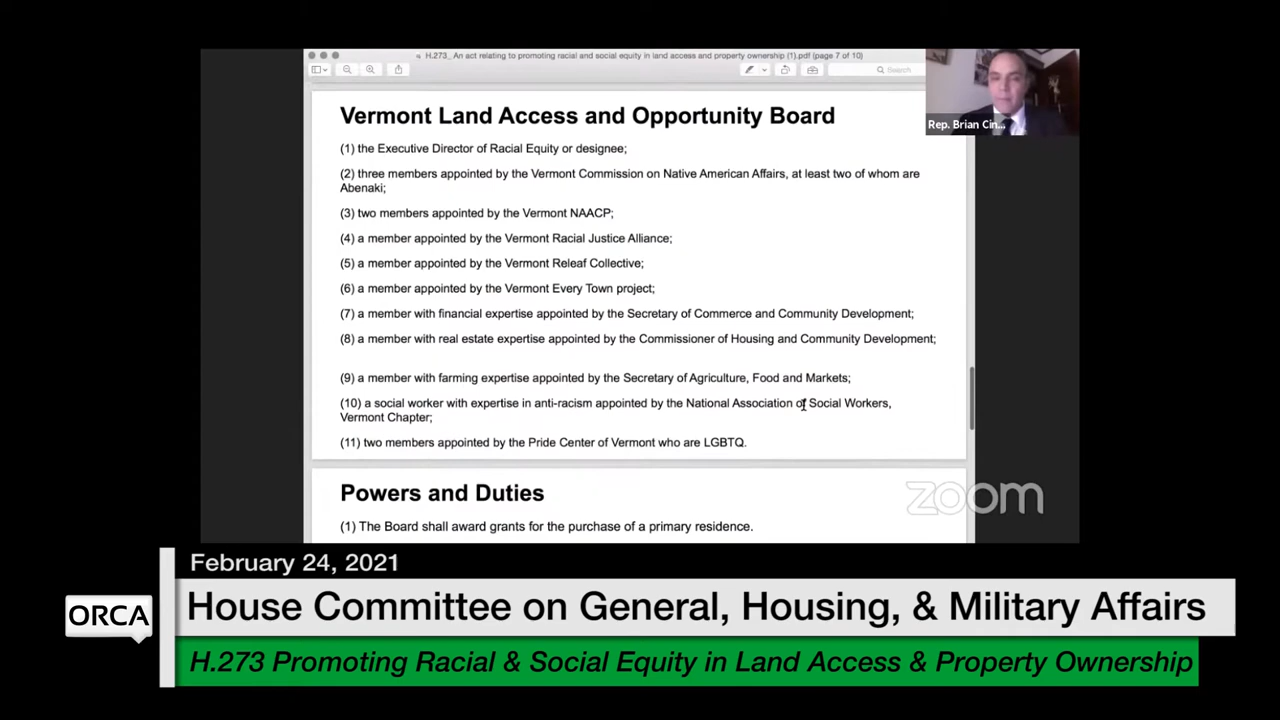 H.273_ An act relating to promoting racial and social equity in land access and property ownership (1).pdf (page 7 of 10)
Search
Rep. Brian Cin...
Vermont Land Access and Opportunity Board
(1) the Executive Director of Racial Equity or designee;
(2) three members appointed by the Vermont Commission on Native American Affairs, at least two of whom are
Abenaki;
(3) two members appointed by the Vermont NAACP;
(4) a member appointed by the Vermont Racial Justice Alliance;
(5) a member appointed by the Vermont Releaf Collective;
(6) a member appointed by the Vermont Every Town project;
(7) a member with financial expertise appointed by the Secretary of Commerce and Community Development;
(8) a member with real estate expertise appointed by the Commissioner of Housing and Community Development;
(9) a member with farming expertise appointed by the Secretary of Agriculture, Food and Markets;
(10) a social worker with expertise in anti-racism appointed by the National Association of Social Workers,
Vermont Chapter;
(11) two members appointed by the Pride Center of Vermont who are LGBTQ.
Powers and Duties
(1) The Board shall award grants for the purchase of a primary residence.
zoom
February 24, 2021
ORCA
House Committee on General, Housing, & Military Affairs
H.273 Promoting Racial & Social Equity in Land Access & Property Ownership